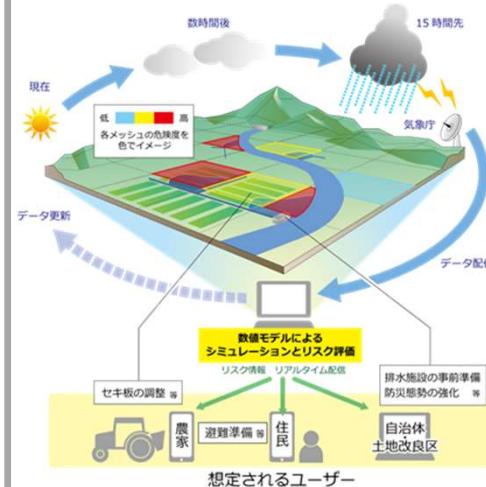 数時間後
15時間先
現在
低 高
各メッシュの危険度を
色でイメージ
気象庁
データ更新
データ配信
数値モデルによる
シミュレーションとリスク評価
リスク情報 リアルタイム配信
セキ板の調整 等
排水施設の事前準備
防災態勢の強化 等
農家
避難準備 等
住民
自治体
・
土地改良区
想定されるユーザー